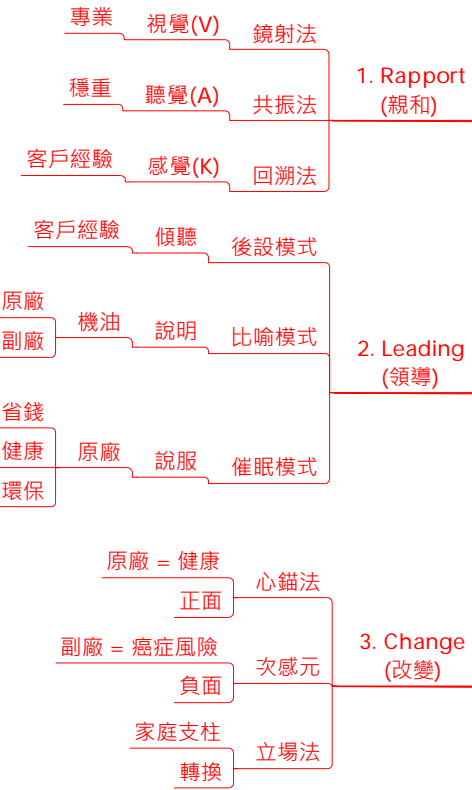 1. Rapport
(親和)
鏡射法
視覺(V)
專業
共振法
聽覺(A)
穩重
回溯法
感覺(K)
客戶經驗
2. Leading
(領導)
後設模式
傾聽
客戶經驗
比喻模式
說明
機油
原廠
副廠
催眠模式
說服
原廠
省錢
健康
環保
3. Change
(改變)
心錨法
原廠 = 健康
正面
次感元
副廠 = 癌症風險
負面
立場法
家庭支柱
轉換